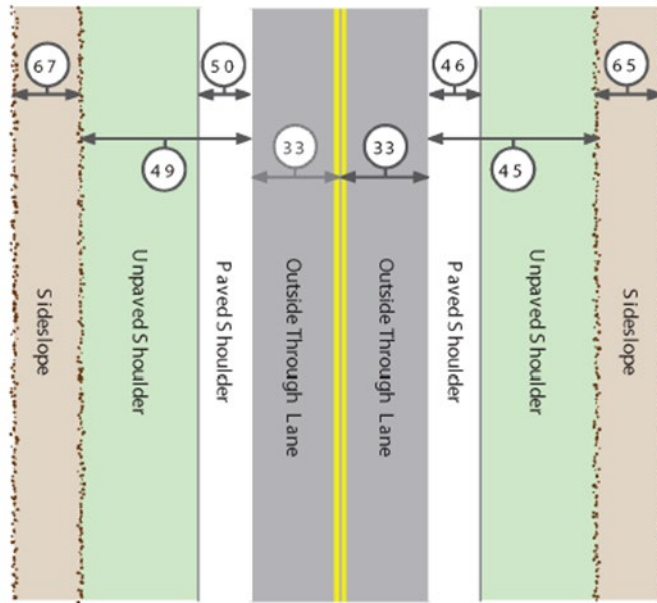 67
50
46
65
49
33
33
45
Sideslope
Unpaved Shoulder
Paved Shoulder
Outside Through Lane
Outside Through Lane
Paved Shoulder
Unpaved Shoulder
Sideslope